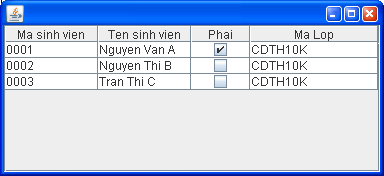 Ma sinh vien Ten sinh vien Phai Ma Lop
0001 Nguyen Van A CDTH10K
0002 Nguyen Thi B CDTH10K
0003 Tran Thi C CDTH10K